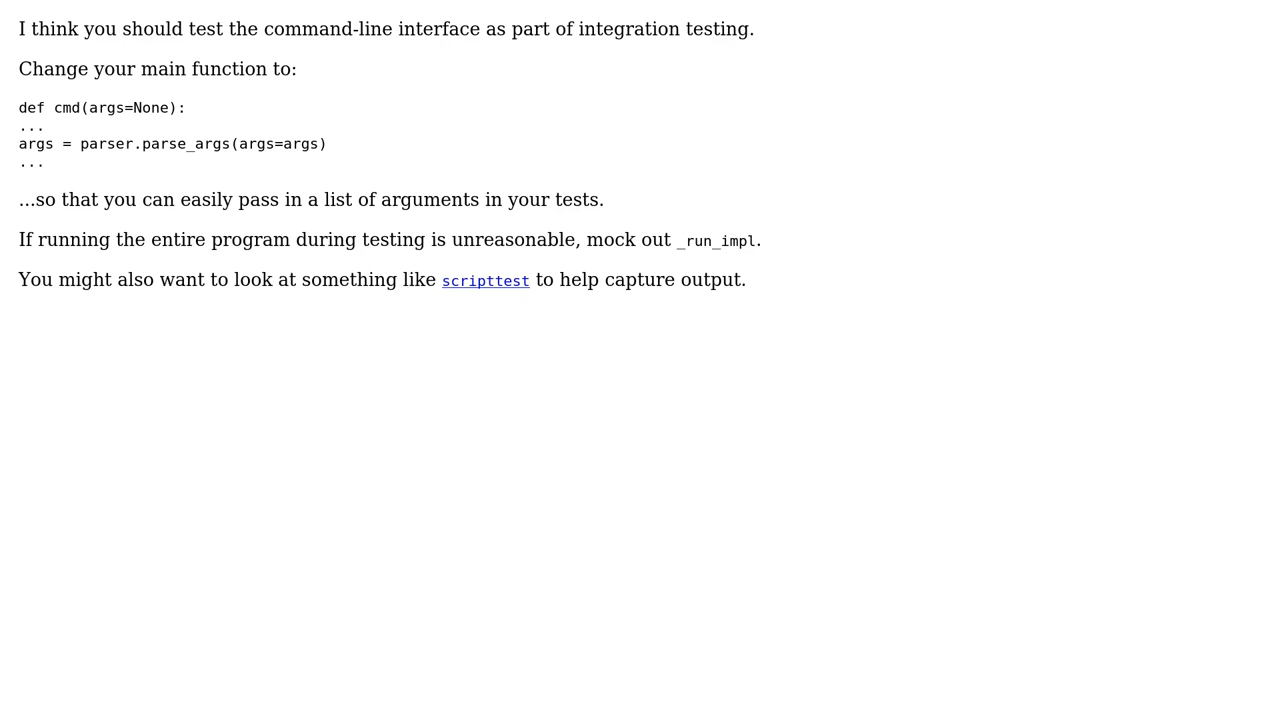 I think you should test the command-line interface as part of integration testing.
Change your main function to:
def cmd(args=None):
...
args = parser.parse_args(args=args)
...
...so that you can easily pass in a list of arguments in your tests.
If running the entire program during testing is unreasonable, mock out _run_impl.
You might also want to look at something like scripttest to help capture output.